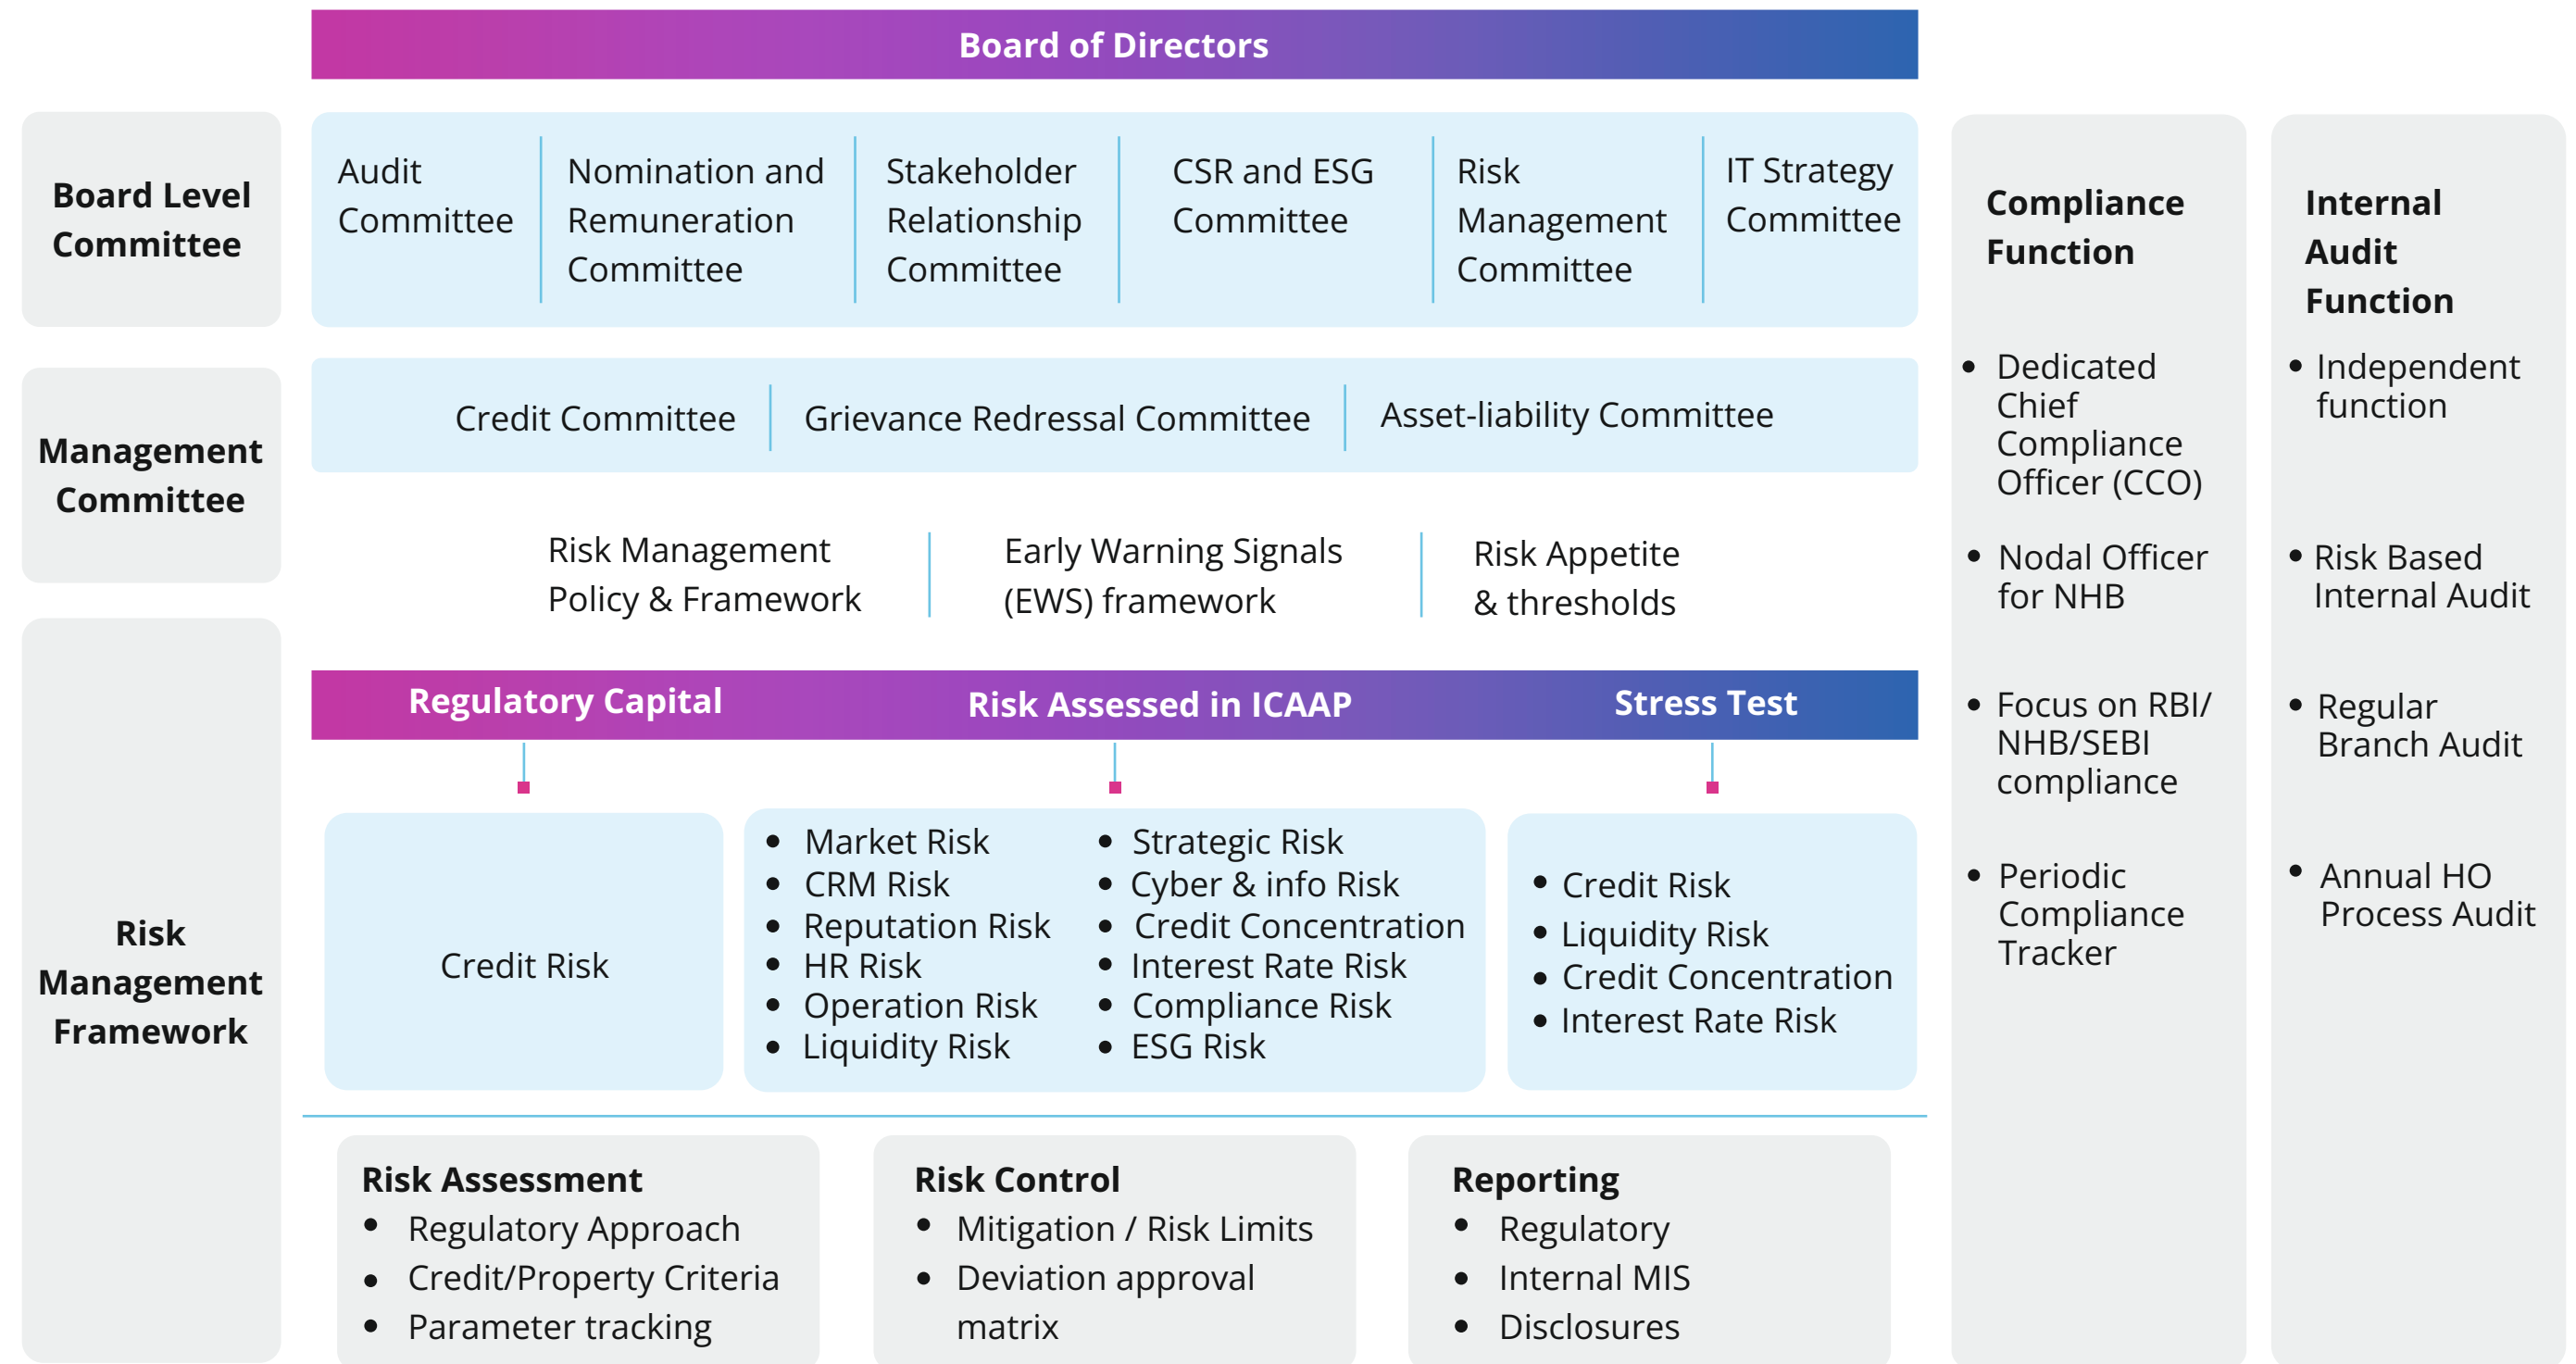 Board of Directors
Board Level
Committee
Audit
Committee
Nomination and
Remuneration
Committee
Stakeholder
Relationship
Committee
CSR and ESG
Committee
Risk
Management
Committee
IT Strategy
Committee
Management
Committee
Credit Committee
Grievance Redressal Committee
Asset-liability Committee
Risk Management
Policy & Framework
Early Warning Signals
(EWS) framework
Risk Appetite
& thresholds
Risk
Management
Framework
Regulatory Capital
Risk Assessed in ICAAP
Stress Test
Credit Risk
• Market Risk
• CRM Risk
• Reputation Risk
• HR Risk
• Operation Risk
• Liquidity Risk
• Strategic Risk
• Cyber & info Risk
• Credit Concentration
• Interest Rate Risk
• Compliance Risk
• ESG Risk
• Credit Risk
• Liquidity Risk
• Credit Concentration
• Interest Rate Risk
Risk Assessment
• Regulatory Approach
• Credit/Property Criteria
• Parameter tracking
Risk Control
• Mitigation / Risk Limits
• Deviation approval
matrix
Reporting
• Regulatory
• Internal MIS
• Disclosures
Compliance
Function
• Dedicated
Chief
Compliance
Officer (CCO)
• Nodal Officer
for NHB
• Focus on RBI/
NHB/SEBI
compliance
• Periodic
Compliance
Tracker
Internal
Audit
Function
• Independent
function
• Risk Based
Internal Audit
• Regular
Branch Audit
• Annual HO
Process Audit